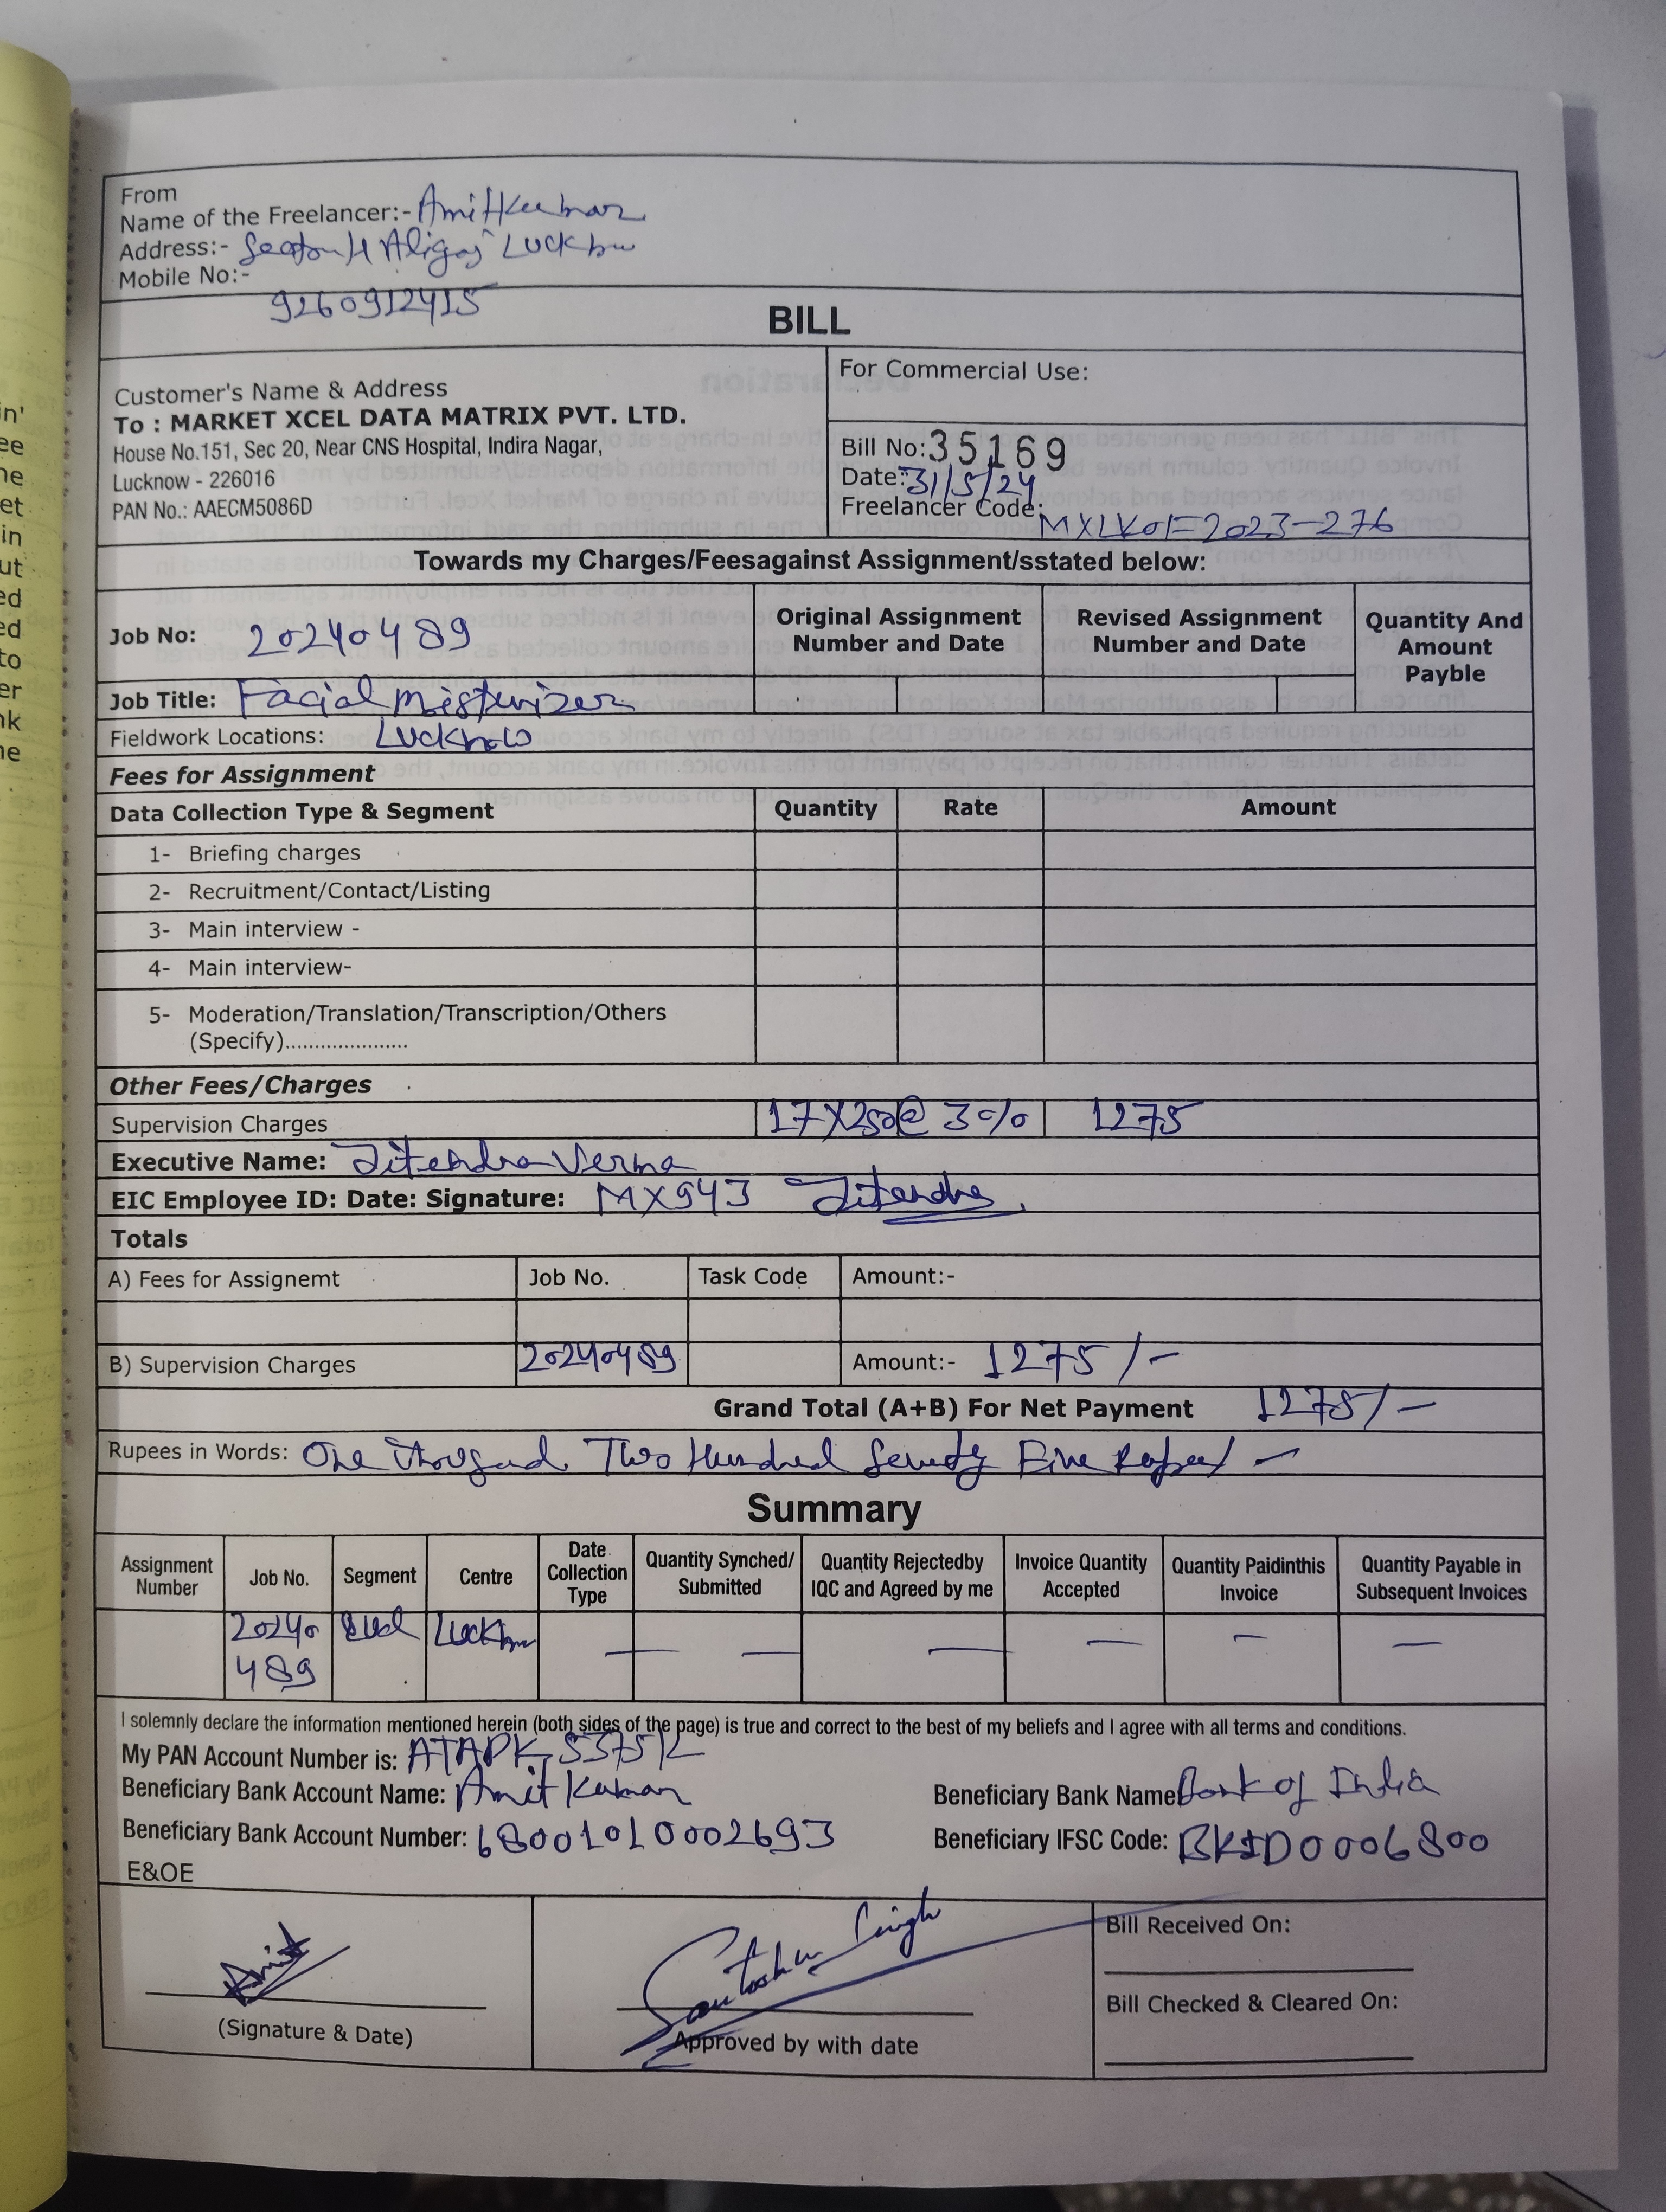 From
Name of the Freelancer:- Amit Kumar
Address:- Sector H Aligaj Lucknow
Mobile No:-
9260912415
BILL
Customer's Name & Address
To : MARKET XCEL DATA MATRIX PVT. LTD.
House No.151, Sec 20, Near CNS Hospital, Indira Nagar,
Lucknow - 226016
PAN No.: AAECM5086D
For Commercial Use:
Bill No: 35169
Date: 31/5/24
Freelancer Code: MXLKOF=2023-276
Towards my Charges/Feesagainst Assignment/sstated below:
Job No: 20240489
Original Assignment Number and Date
Revised Assignment Number and Date
Quantity And Amount Payble
Job Title: Facial Moisturizer
Fieldwork Locations: Lucknow
Fees for Assignment
Data Collection Type & Segment Quantity Rate Amount
1- Briefing charges
2- Recruitment/Contact/Listing
3- Main interview -
4- Main interview-
5- Moderation/Translation/Transcription/Others
(Specify).....................
Other Fees/Charges
Supervision Charges 17X250@ 30% 1275
Executive Name: Jitendra Verma
EIC Employee ID: Date: Signature: MX943 Jitendra
Totals
A) Fees for Assignemt Job No. Task Code Amount:-
B) Supervision Charges 20240489 Amount:- 1275/-
Grand Total (A+B) For Net Payment 1275/-
Rupees in Words: One Thousand Two Hundred Seventy Five Rupees/-
Summary
Assignment Number
Job No.
Segment
Centre
Date Collection Type
Quantity Synched/ Submitted
Quantity Rejectedby IQC and Agreed by me
Invoice Quantity Accepted
Quantity Paidinthis Invoice
Quantity Payable in Subsequent Invoices
20240 Lucknow — — — — — —
489
I solemnly declare the information mentioned herein (both sides of the page) is true and correct to the best of my beliefs and I agree with all terms and conditions.
My PAN Account Number is:
Beneficiary Bank Account Name: Amit Kumar
Beneficiary Bank Name Bank of India
Beneficiary Bank Account Number: 68001010002693
Beneficiary IFSC Code: BKID0006800
E&OE
Amit
(Signature & Date)
Santosh Singh
Approved by with date
Bill Received On:
Bill Checked & Cleared On: